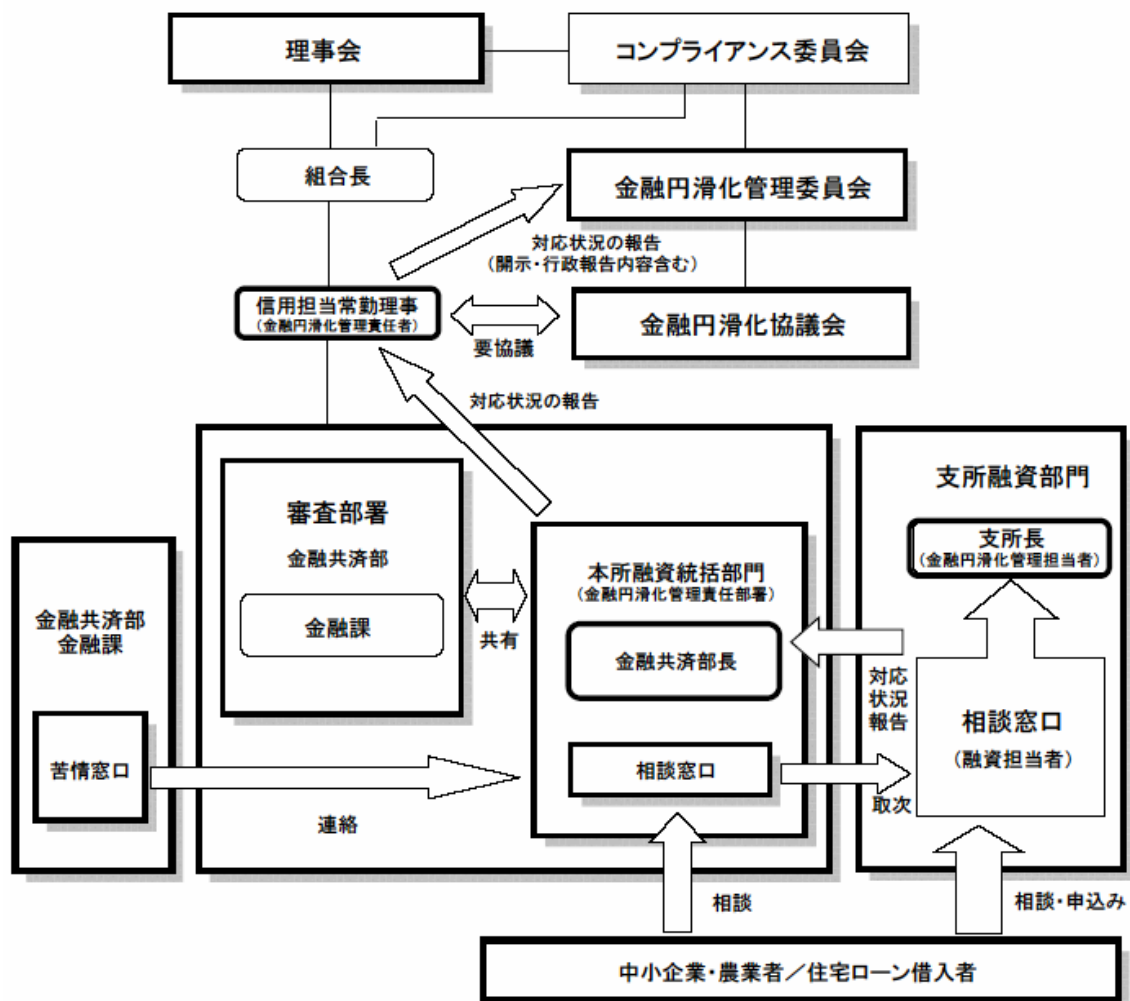 理事会
コンプライアンス委員会
組合長
金融円滑化管理委員会
対応状況の報告
(開示・行政報告内容含む)
信用担当常勤理事
(金融円滑化管理責任者)
要協議
金融円滑化協議会
対応状況の報告
審査部署
金融共済部
金融課
共有
本所融資統括部門
(金融円滑化管理責任部署)
金融共済部長
相談窓口
支所融資部門
支所長
(金融円滑化管理担当者)
対応
状況
報告
相談窓口
(融資担当者)
取次
金融共済部
金融課
苦情窓口
連絡
相談
相談・申込み
中小企業・農業者/住宅ローン借入者